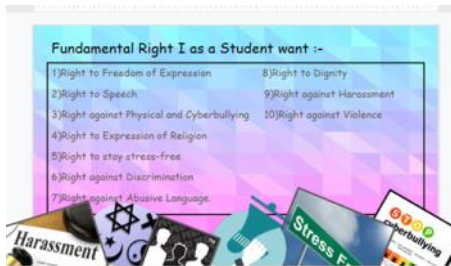 Fundamental Right I as a Student want :-
1)Right to Freedom of Expression
2)Right to Speech
3)Right against Physical and Cyberbullying
4)Right to Expression of Religion
5)Right to stay stress-free
6)Right against Discrimination
7)Right against Abusive Language.
8)Right to Dignity
9)Right against Harassment
10)Right against Violence
Harassment
Stress F
STOP
cyberbullying